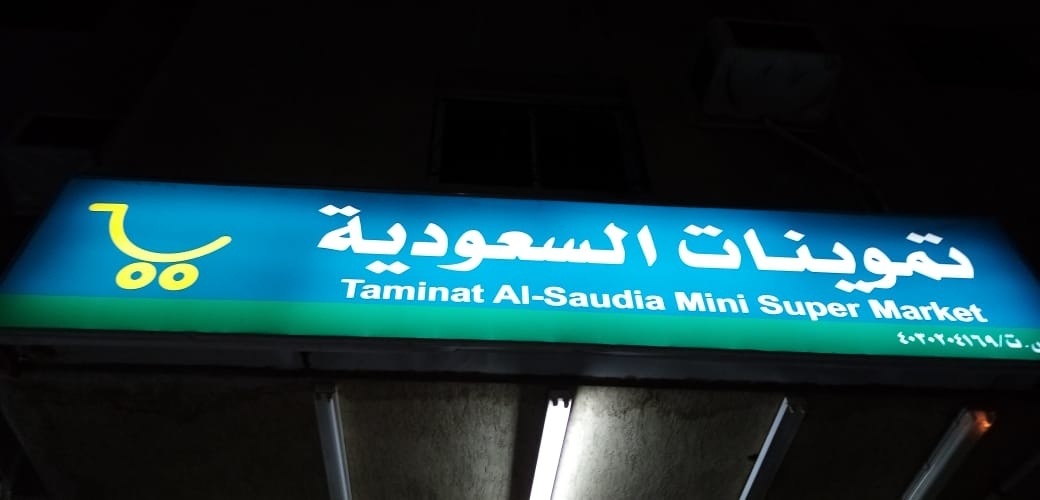 تموينات السعودية
Taminat Al-Saudia Mini Super Market
س.ت/٤٠٣٠٢٠٤١٦٩